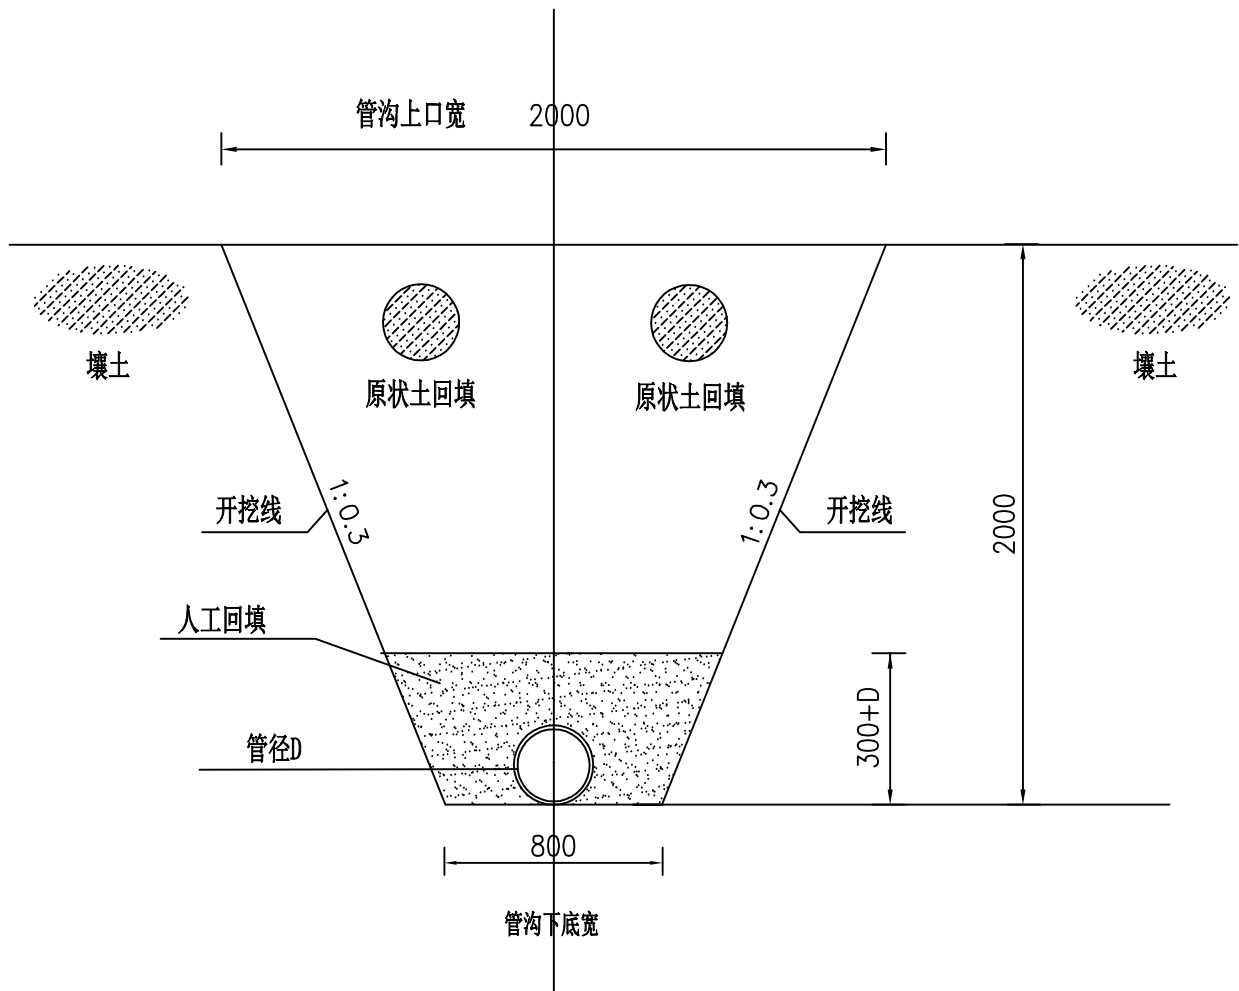 管沟上口宽 2000
壤土
壤土
原状土回填
原状土回填
1:0.3
1:0.3
开挖线
开挖线
2000
人工回填
300+D
管径D
800
管沟下底宽